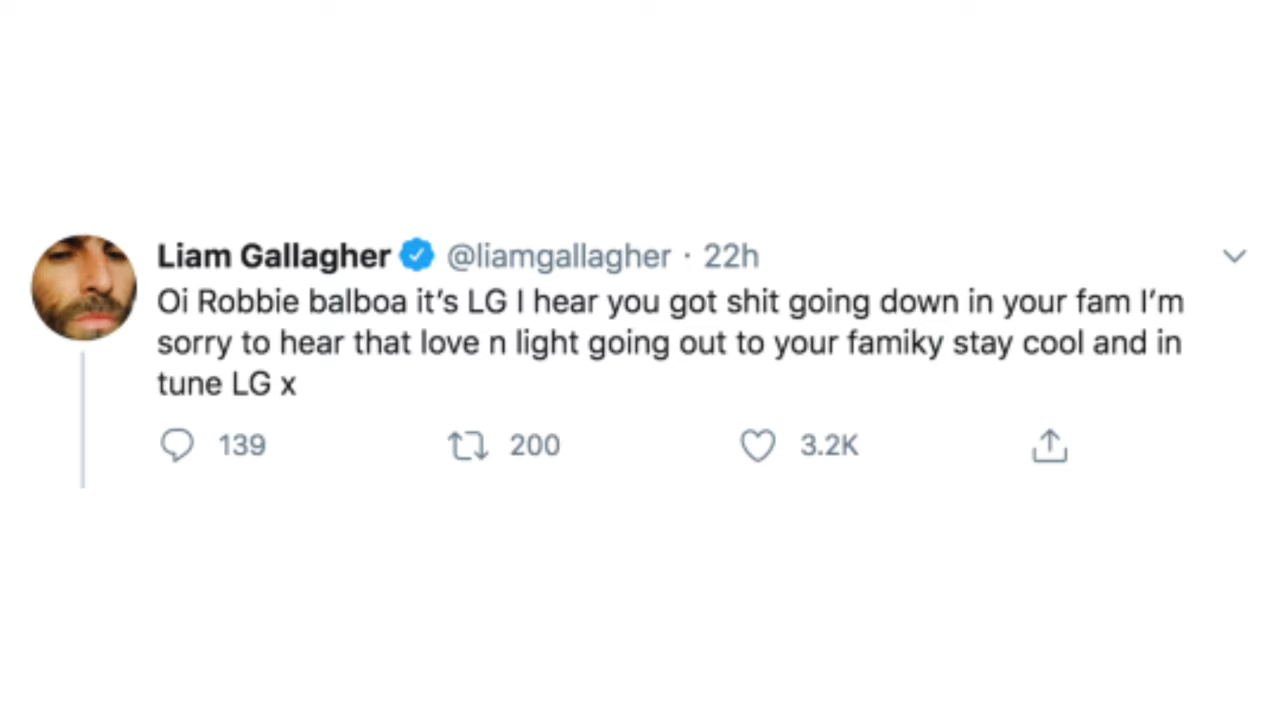 Liam Gallagher @liamgallagher · 22h
Oi Robbie balboa it’s LG I hear you got shit going down in your fam I’m
sorry to hear that love n light going out to your famiky stay cool and in
tune LG x
139 200 3.2K